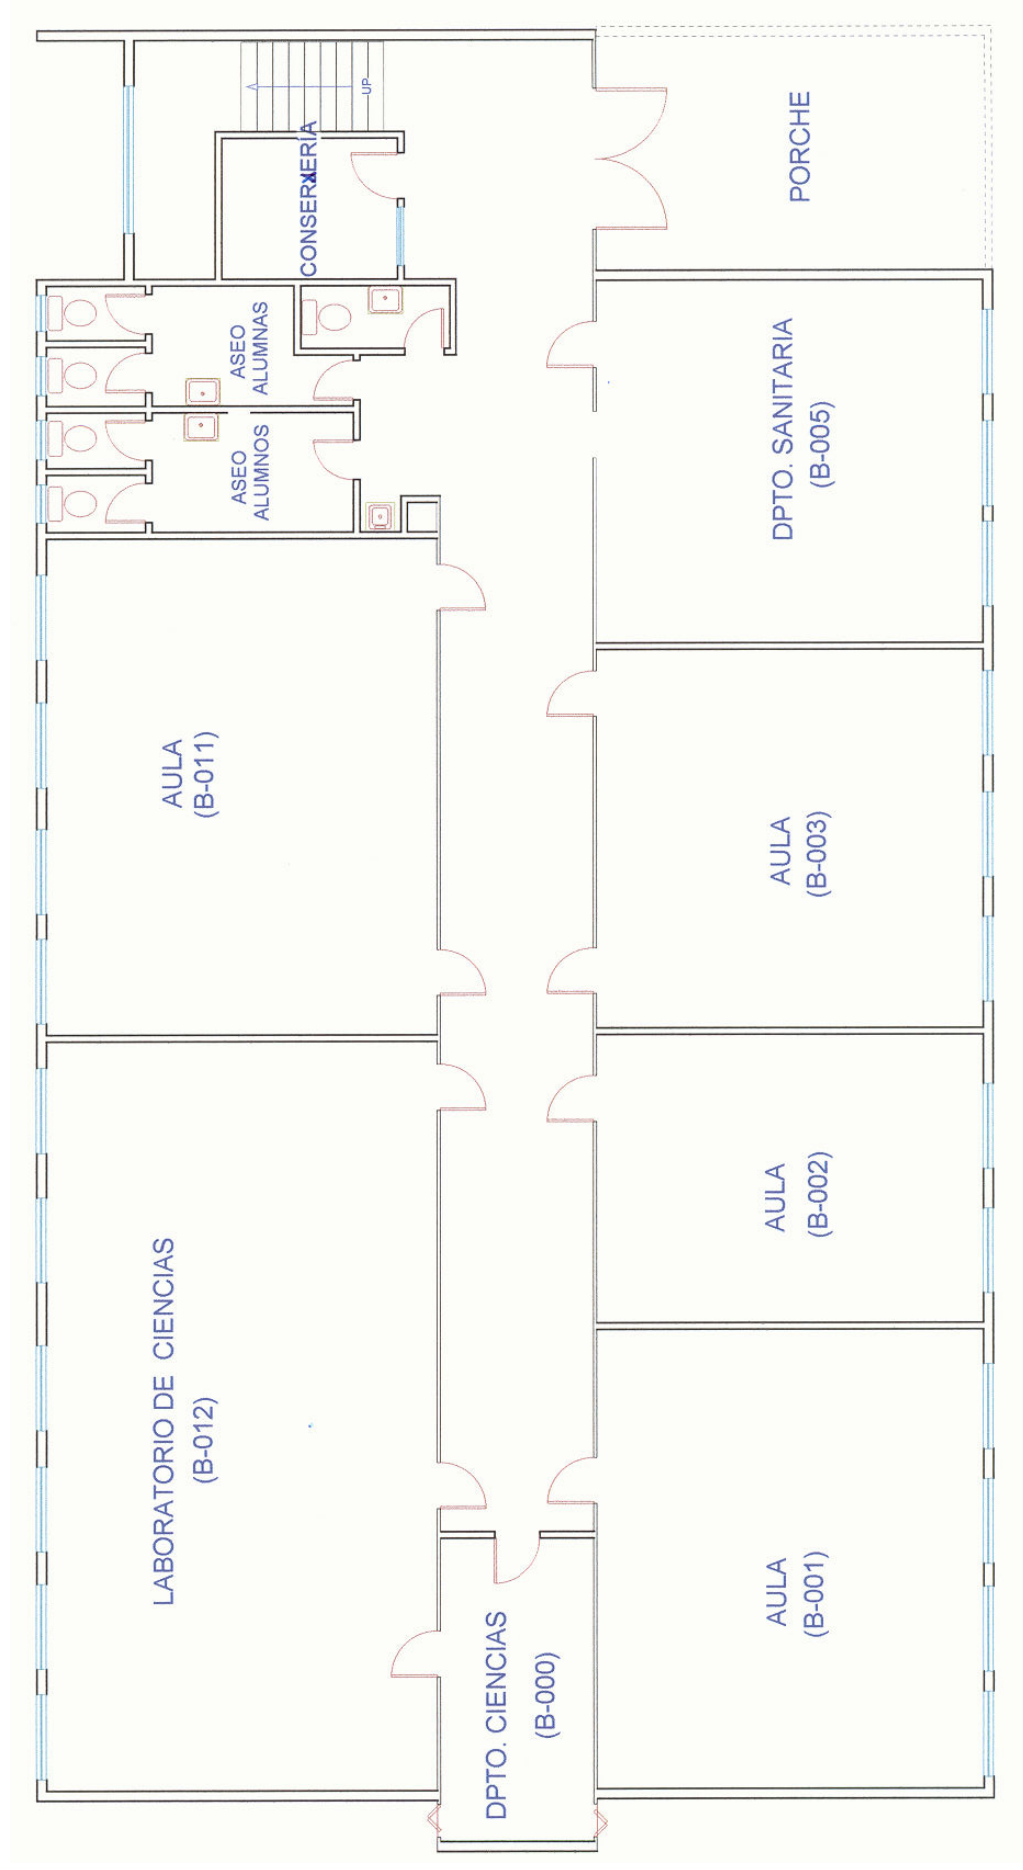 UP
CONSERJERÍA
PORCHE
ASEO
ALUMNAS
ASEO
ALUMNOS
DPTO. SANITARIA
(B-005)
AULA
(B-011)
AULA
(B-003)
AULA
(B-002)
LABORATORIO DE CIENCIAS
(B-012)
AULA
(B-001)
DPTO. CIENCIAS
(B-000)